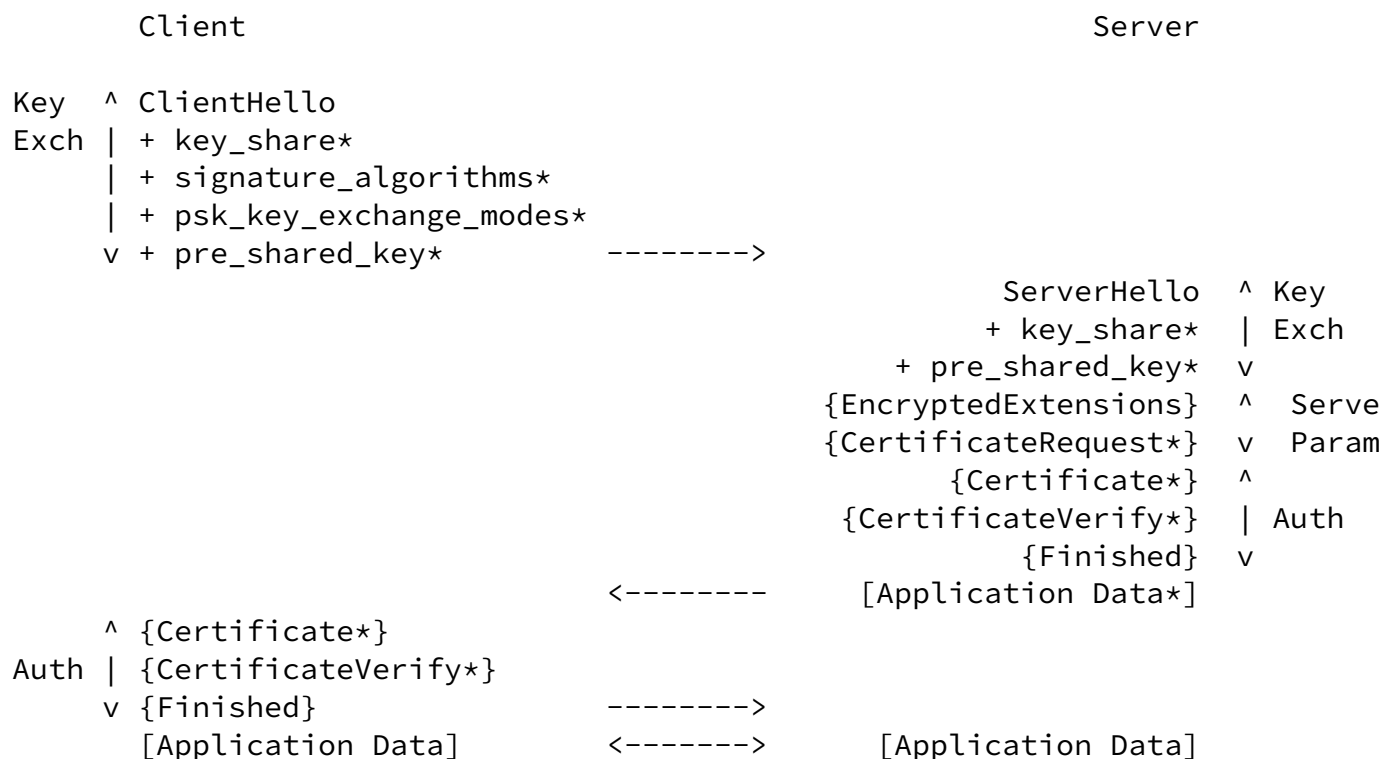 Client                                               Server

Key  ^ ClientHello
Exch | + key_share*
     | + signature_algorithms*
     | + psk_key_exchange_modes*
     v + pre_shared_key*         -------->
                                                       ServerHello  ^ Key
                                                      + key_share*  | Exch
                                                 + pre_shared_key*  v
                                             {EncryptedExtensions}  ^  Serve
                                             {CertificateRequest*}  v  Param
                                                    {Certificate*}  ^
                                              {CertificateVerify*}  | Auth
                                                        {Finished}  v
                                 <--------     [Application Data*]
     ^ {Certificate*}
Auth | {CertificateVerify*}
     v {Finished}                -------->
       [Application Data]        <------->      [Application Data]